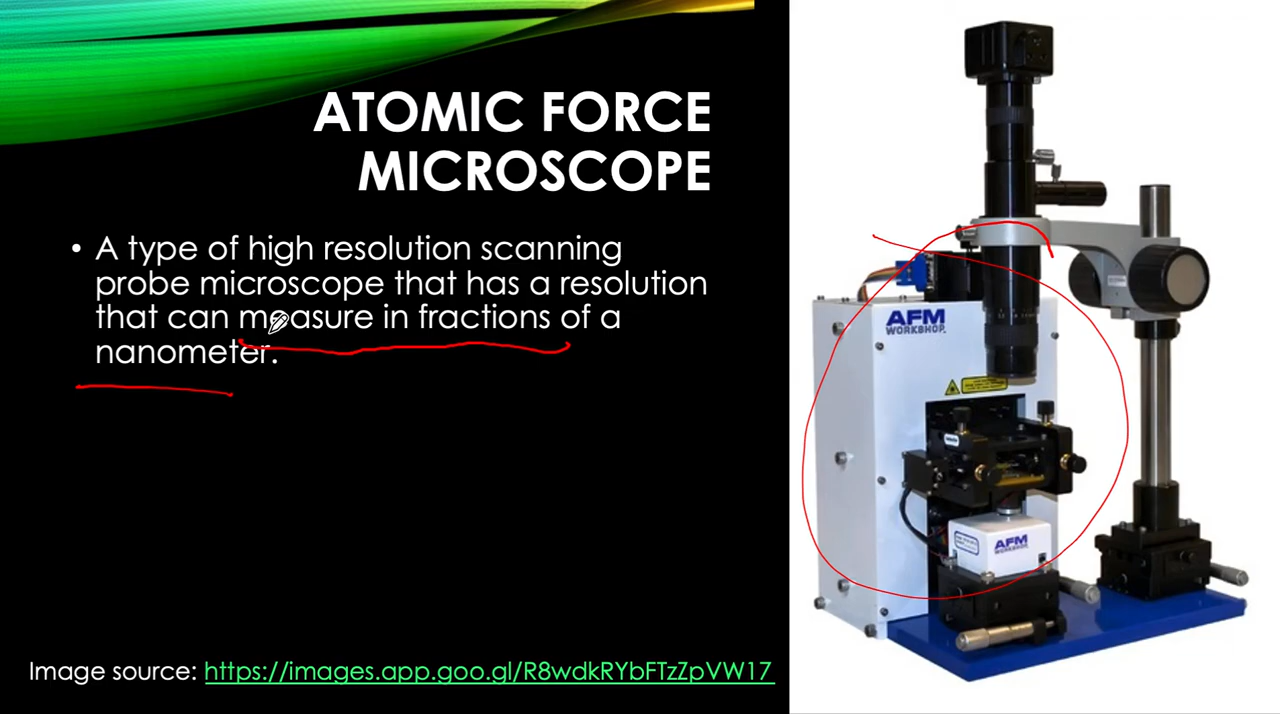 ATOMIC FORCE
MICROSCOPE
• A type of high resolution scanning
probe microscope that has a resolution
that can measure in fractions of a
nanometer.
Image source: https://images.app.goo.gl/R8wdkRYbFTzZpVW17
AFM
WORKSHOP
AFM
WORKSHOP